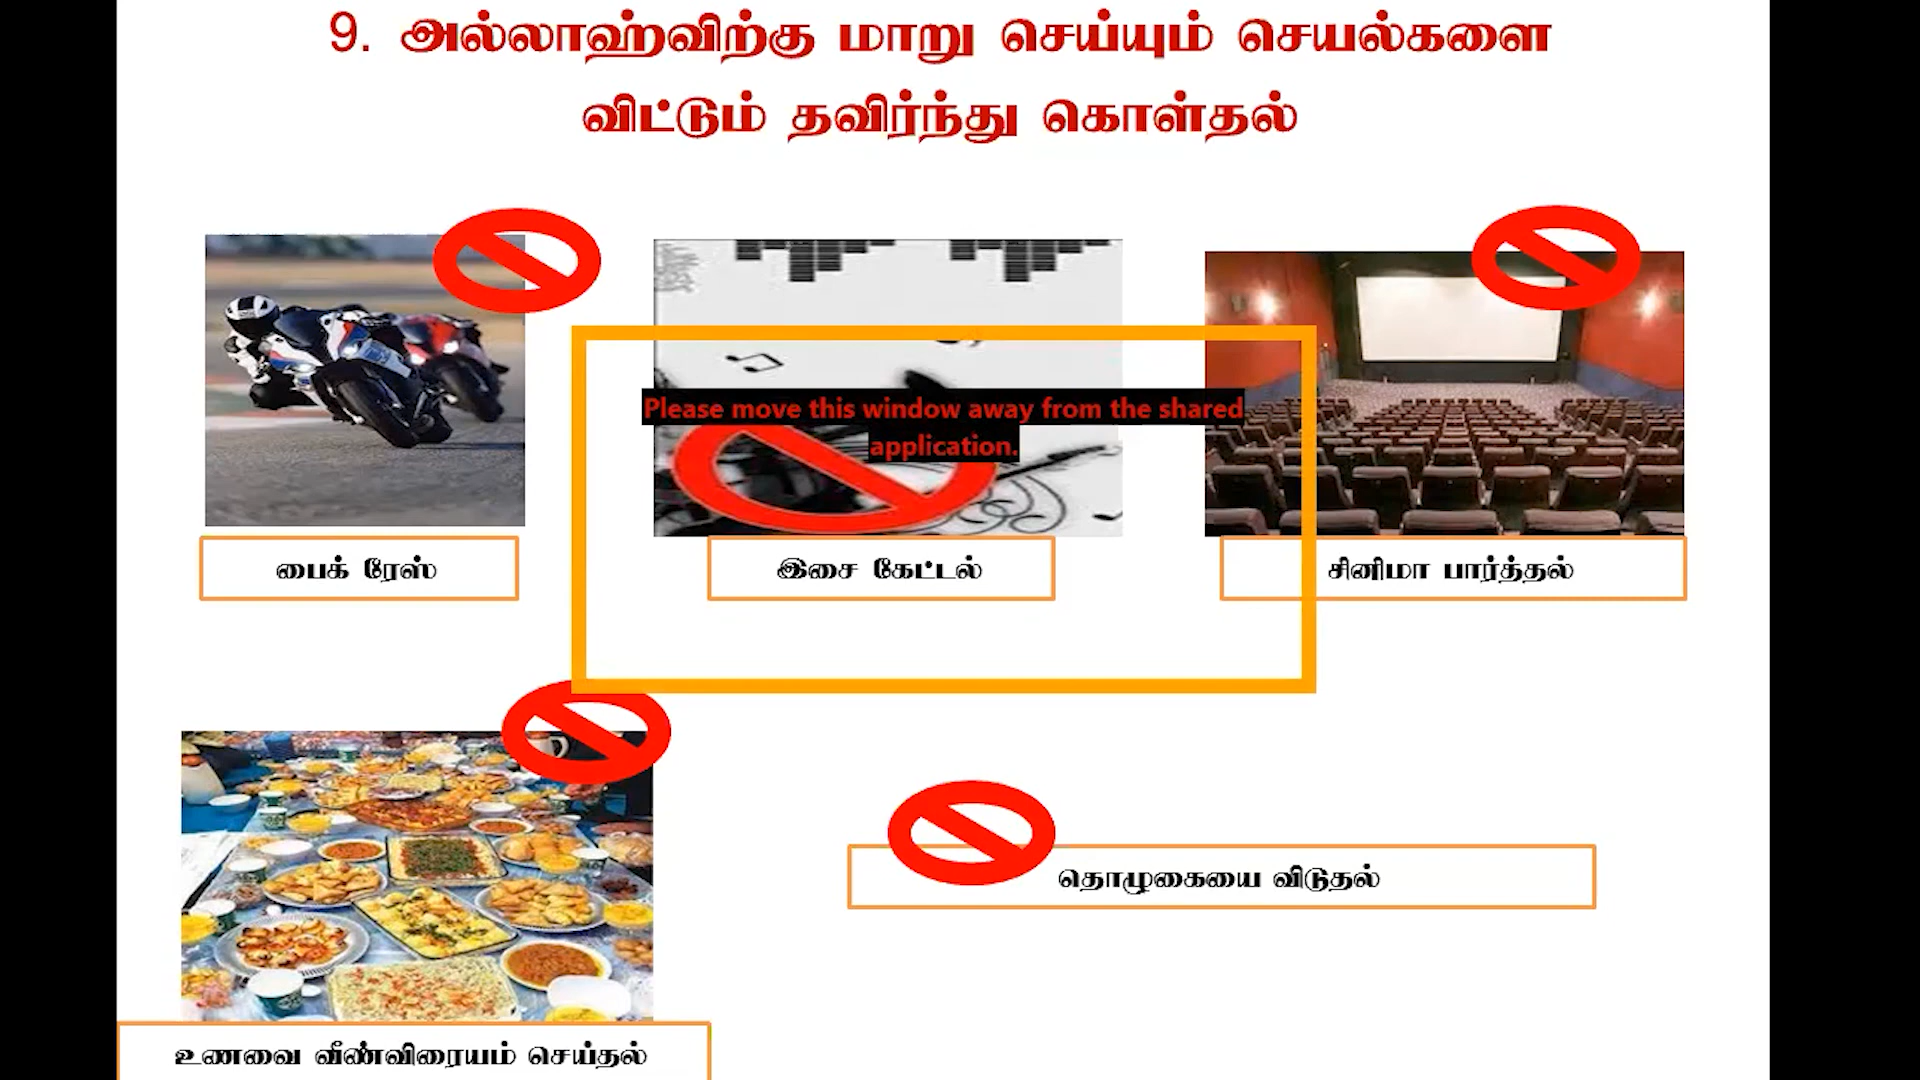 9. அல்லாஹ்விற்கு மாறு செய்யும் செயல்களை
விட்டும் தவிர்ந்து கொள்தல்
Please move this window away from the shared
application.
பைக் ரேஸ்
இசை கேட்டல்
சினிமா பார்த்தல்
தொழுகையை விடுதல்
உணவை வீண்விரையம் செய்தல்